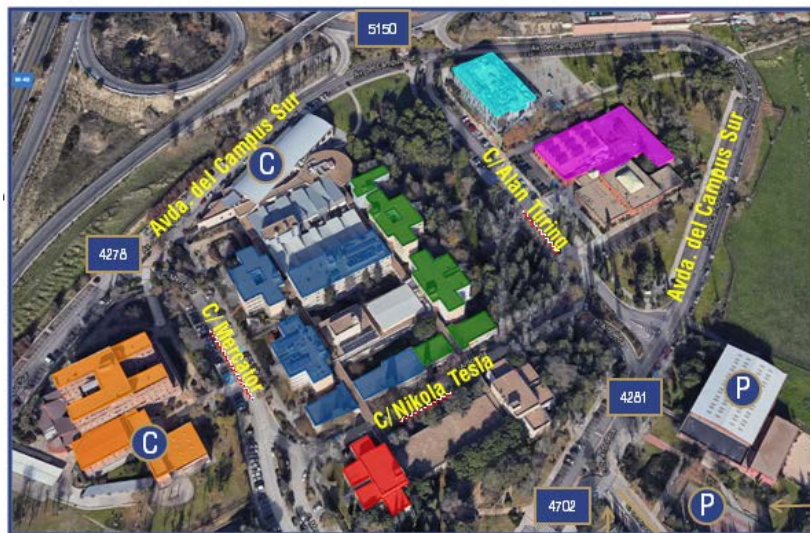 5150
Avda. del Campus Sur
C
C/Alan Turing
Avda. del Campus Sur
4278
C/ Mercator
C/Nikola Tesla
4281
P
C
4702
P